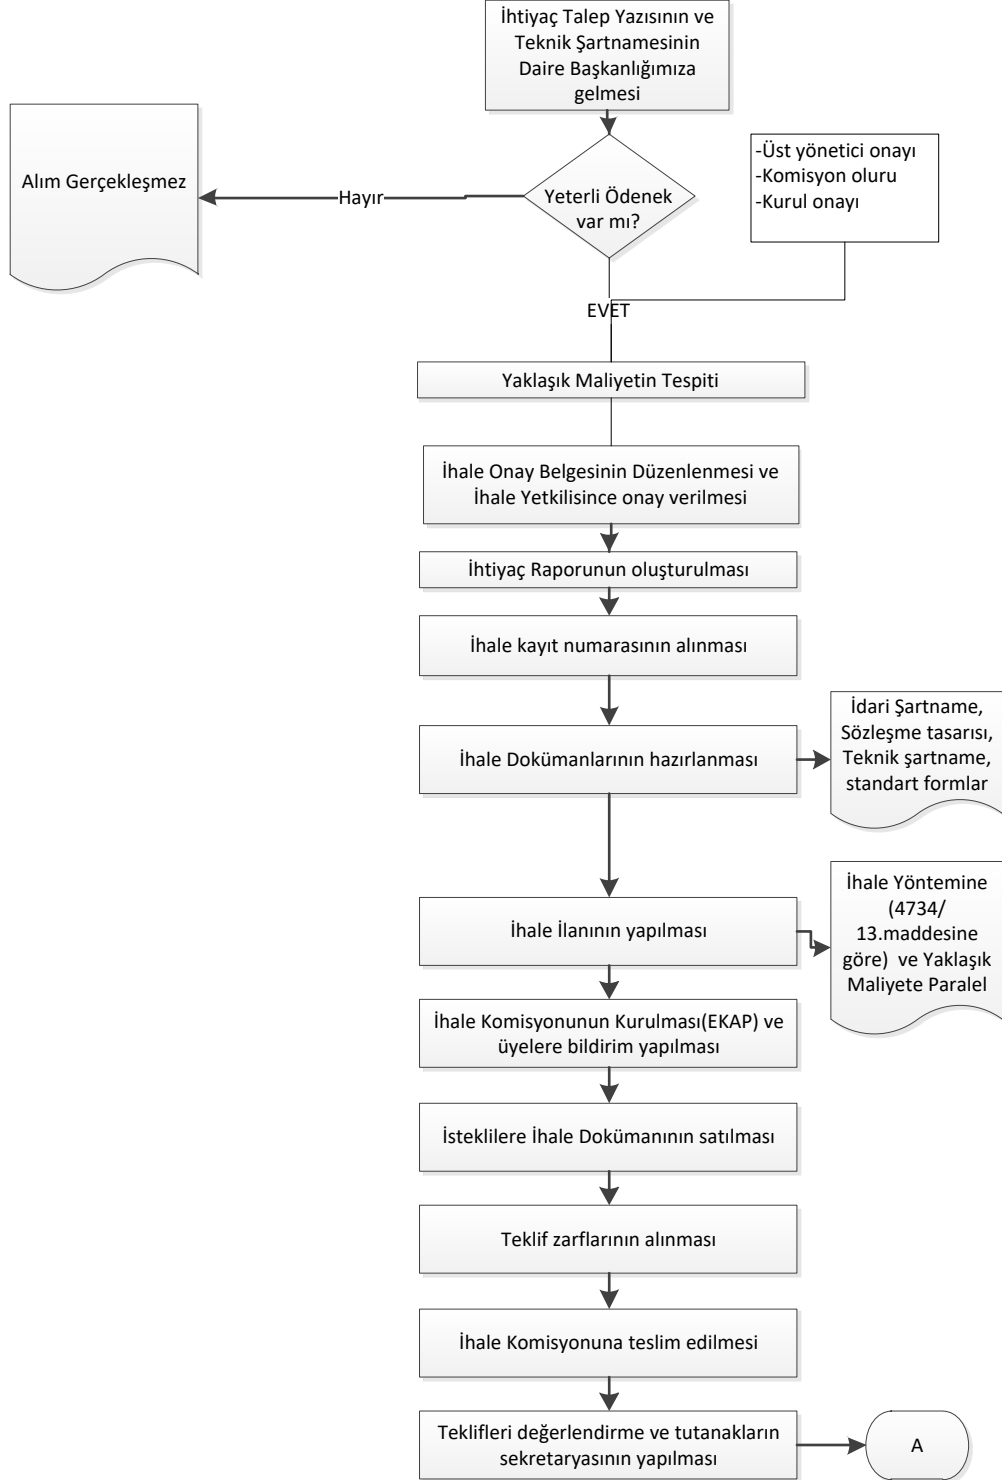 İhtiyaç Talep Yazısının ve
Teknik Şartnamesinin
Daire Başkanlığımıza
gelmesi
Alım Gerçekleşmez
Hayır
Yeterli Ödenek
var mı?
-Üst yönetici onayı
-Komisyon oluru
-Kurul onayı
EVET
Yaklaşık Maliyetin Tespiti
İhale Onay Belgesinin Düzenlenmesi ve
İhale Yetkilisince onay verilmesi
İhtiyaç Raporunun oluşturulması
İhale kayıt numarasının alınması
İhale Dokümanlarının hazırlanması
İdari Şartname,
Sözleşme tasarısı,
Teknik şartname,
standart formlar
İhale İlanının yapılması
İhale Yöntemine
(4734/
13.maddesine
göre)  ve Yaklaşık
Maliyete Paralel
İhale Komisyonunun Kurulması(EKAP) ve
üyelere bildirim yapılması
İsteklilere İhale Dokümanının satılması
Teklif zarflarının alınması
İhale Komisyonuna teslim edilmesi
Teklifleri değerlendirme ve tutanakların
sekretaryasının yapılması
A